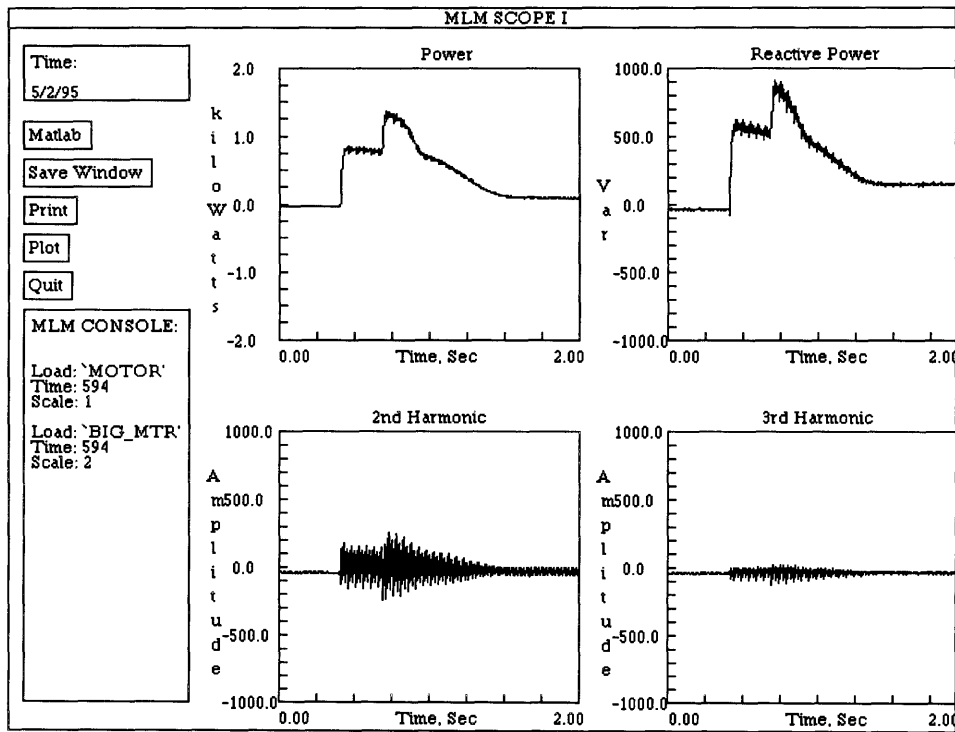 MLM SCOPE I
Time:
5/2/95
Matlab
Save Window
Print
Plot
Quit
MLM CONSOLE:
Load: `MOTOR'
Time: 594
Scale: 1
Load: `BIG_MTR'
Time: 594
Scale: 2
Power
kiloWatts
2.0
1.0
0.0
-1.0
-2.0
0.00
Time, Sec
2.00
Reactive Power
Var
1000.0
500.0
0.0
-500.0
-1000.0
0.00
Time, Sec
2.00
2nd Harmonic
Amplitude
1000.0
500.0
0.0
-500.0
-1000.0
0.00
Time, Sec
2.00
3rd Harmonic
Amplitude
1000.0
500.0
0.0
-500.0
-1000.0
0.00
Time, Sec
2.00